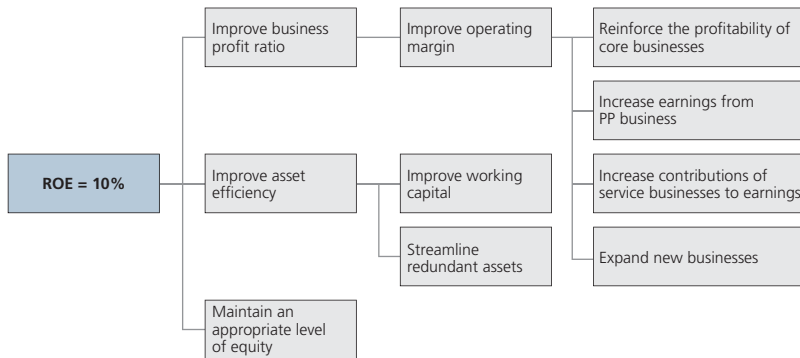 Improve business
profit ratio
Improve operating
margin
Reinforce the profitability of
core businesses
Increase earnings from
PP business
ROE = 10%
Improve asset
efficiency
Improve working
capital
Increase contributions of
service businesses to earnings
Streamline
redundant assets
Expand new businesses
Maintain an
appropriate level
of equity